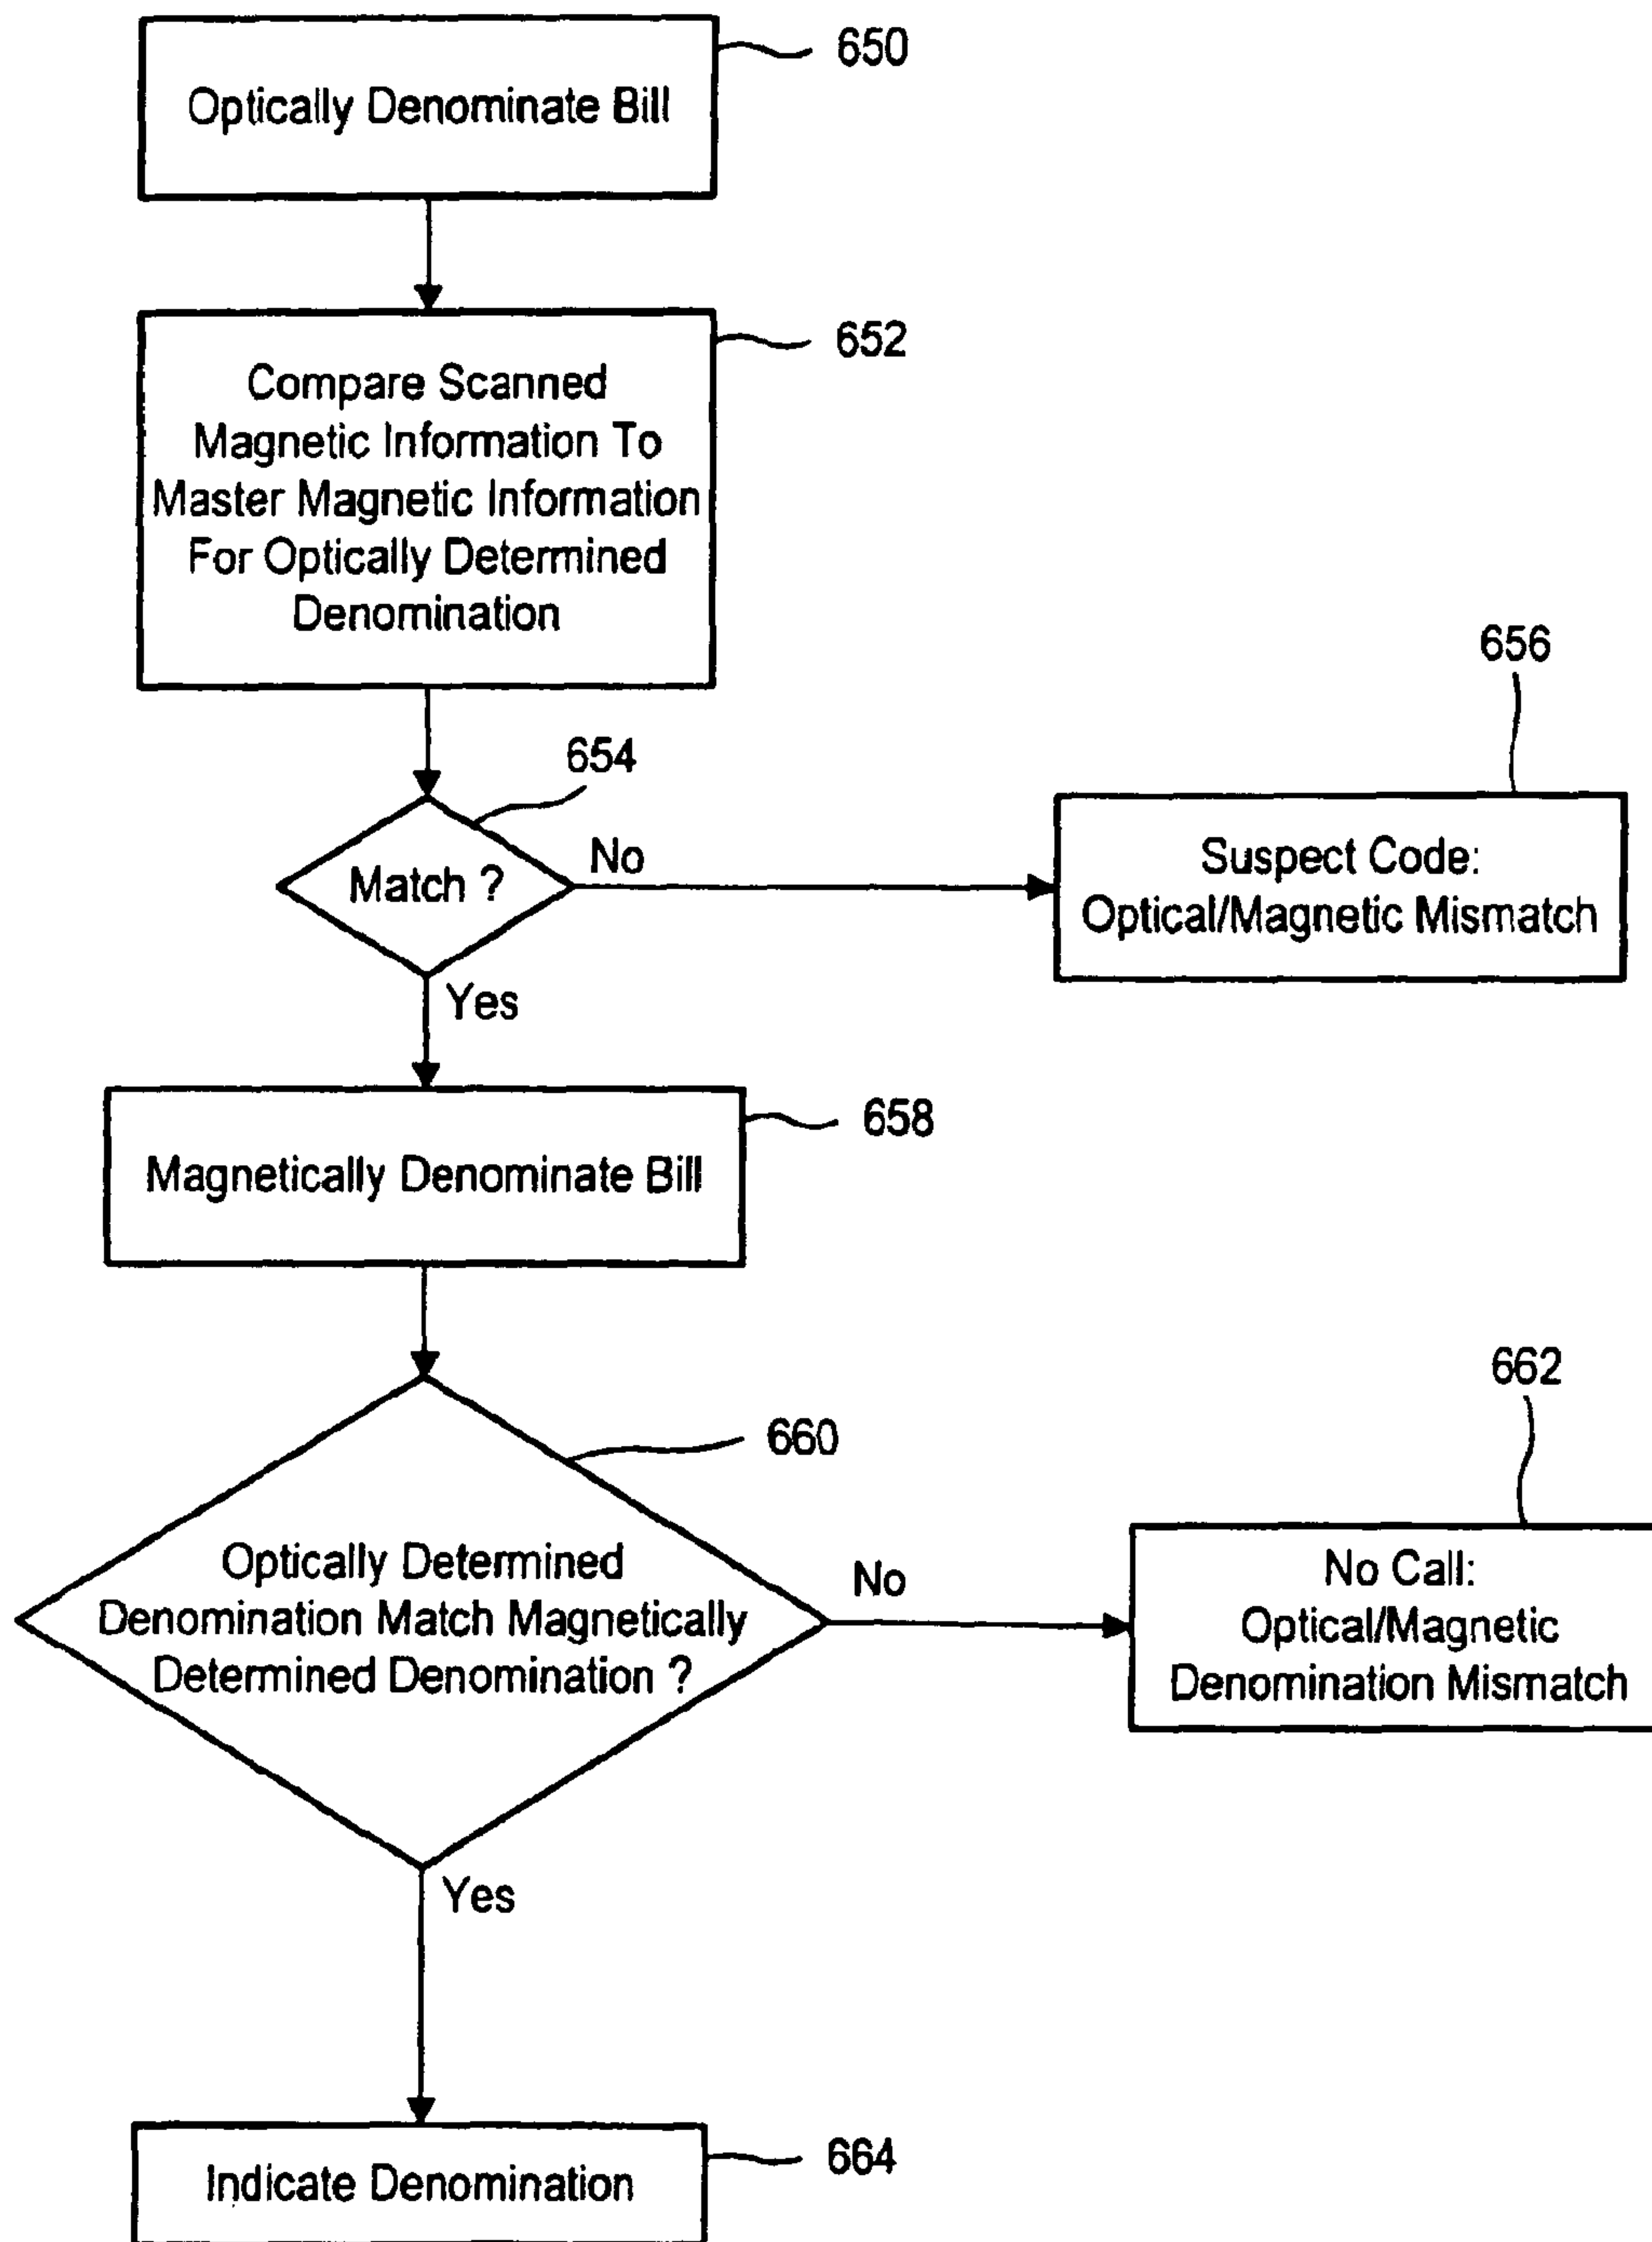 650
Optically Denominate Bill
652
Compare Scanned
Magnetic Information To
Master Magnetic Information
For Optically Determined
Denomination
654
Match ?
No
656
Suspect Code:
Optical/Magnetic Mismatch
Yes
658
Magnetically Denominate Bill
660
Optically Determined
Denomination Match Magnetically
Determined Denomination ?
No
662
No Call:
Optical/Magnetic
Denomination Mismatch
Yes
664
Indicate Denomination